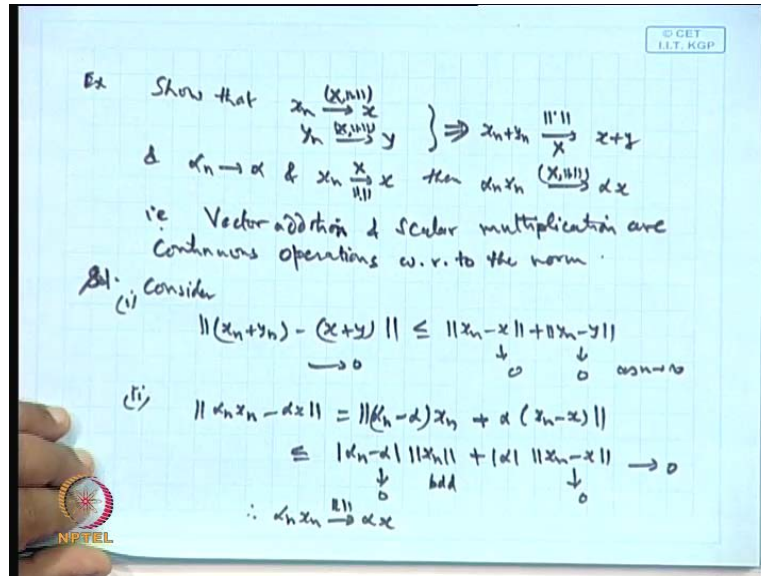 © CET
I.I.T. KGP
Ex Show that xₙ →(X,‖·‖) x
yₙ →(X,‖·‖) y } ⇒ xₙ+yₙ →‖·‖ X x+y
& αₙ → α & xₙ →X ‖·‖ x then αₙxₙ →(X,‖·‖) αx
i.e Vector addition & scalar multiplication are
continuous operations w.r. to the norm.
Sol. Consider
(i) ‖(xₙ+yₙ) - (x+y)‖ ≤ ‖xₙ-x‖ + ‖yₙ-y‖
→ 0 ↓ 0 ↓ 0 as n→∞
(ii) ‖αₙxₙ - αx‖ = ‖(αₙ-α)xₙ + α(xₙ-x)‖
≤ |αₙ-α| ‖xₙ‖ + |α| ‖xₙ-x‖ → 0
↓ 0 bdd ↓ 0
∴ αₙxₙ →‖·‖ αx
NPTEL